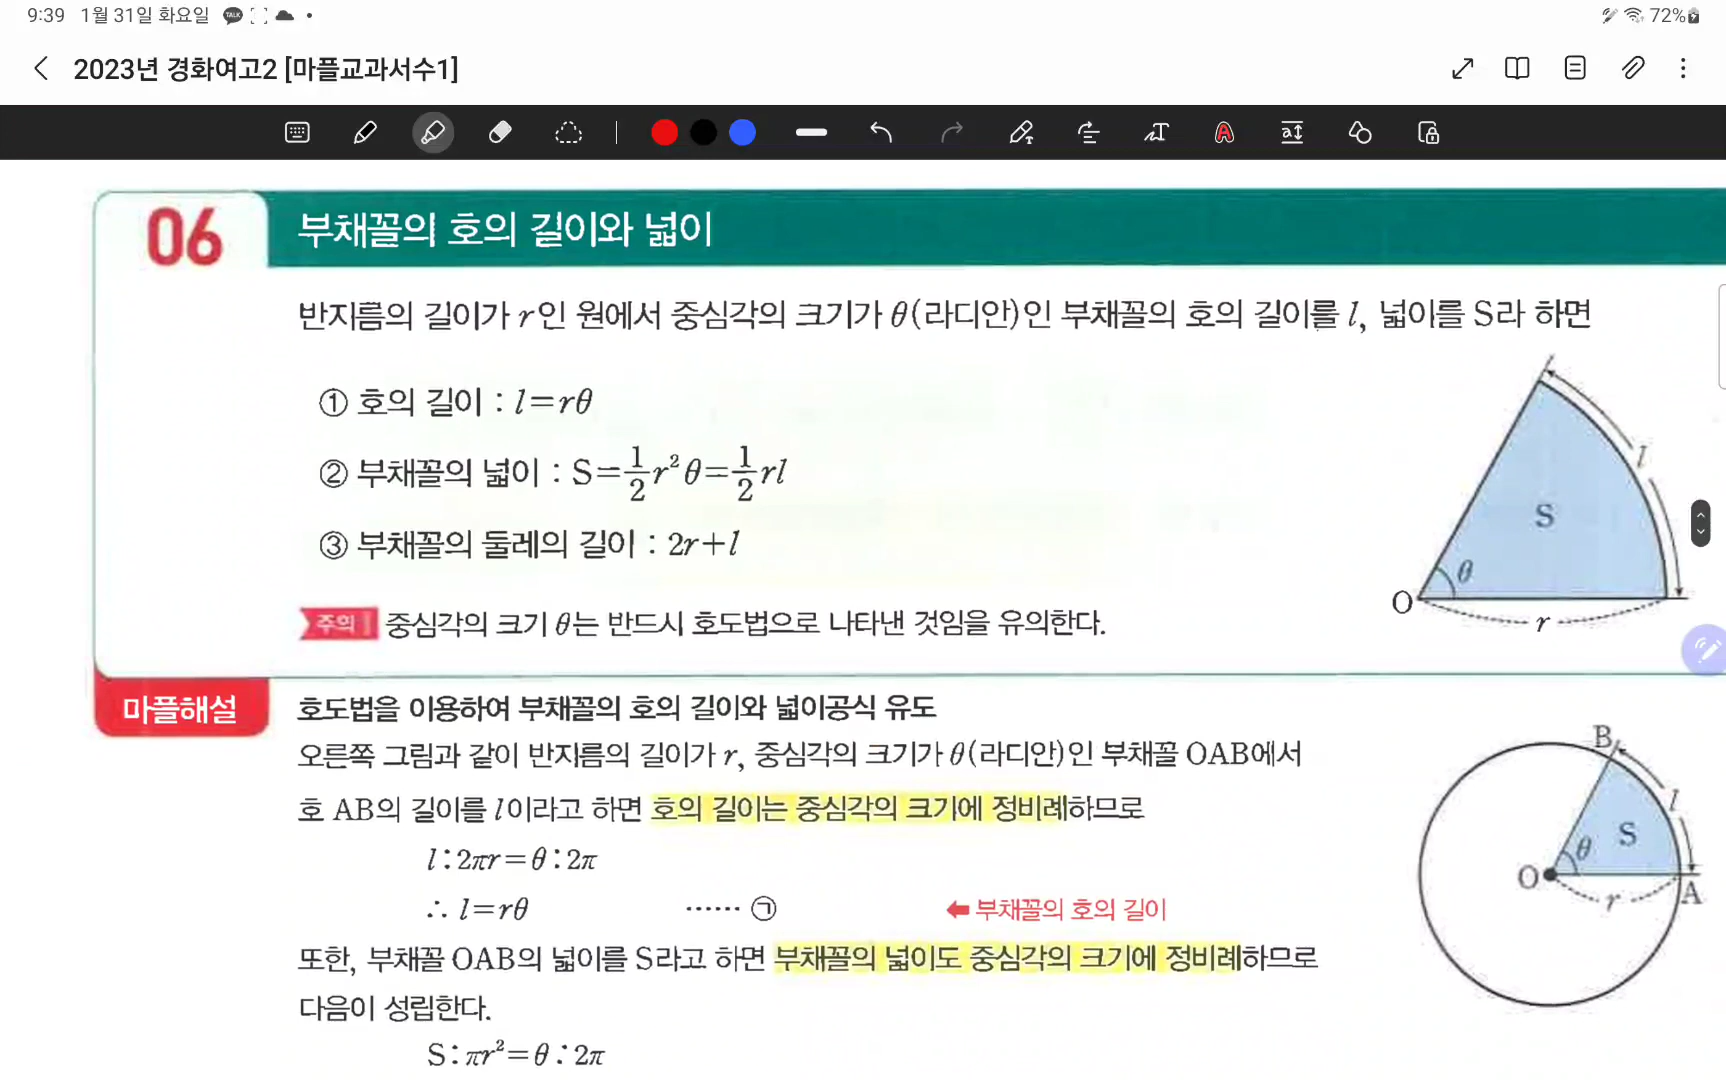 9:39 1월 31일 화요일 TALK
72%
2023년 경화여고2 [마플교과서수1]
06 부채꼴의 호의 길이와 넓이
반지름의 길이가 r인 원에서 중심각의 크기가 θ(라디안)인 부채꼴의 호의 길이를 l, 넓이를 S라 하면
① 호의 길이 : l=rθ
② 부채꼴의 넓이 : S=\frac{1}{2}r²θ=\frac{1}{2}rl
③ 부채꼴의 둘레의 길이 : 2r+l
주의 중심각의 크기 θ는 반드시 호도법으로 나타낸 것임을 유의한다.
l
S
θ
O
r
마플해설 호도법을 이용하여 부채꼴의 호의 길이와 넓이공식 유도
오른쪽 그림과 같이 반지름의 길이가 r, 중심각의 크기가 θ(라디안)인 부채꼴 OAB에서
호 AB의 길이를 l이라고 하면 호의 길이는 중심각의 크기에 정비례하므로
l : 2πr=θ : 2π
∴ l=rθ …… ㉠ ← 부채꼴의 호의 길이
또한, 부채꼴 OAB의 넓이를 S라고 하면 부채꼴의 넓이도 중심각의 크기에 정비례하므로
다음이 성립한다.
S : πr²=θ : 2π
B
l
S
θ
O
r
A